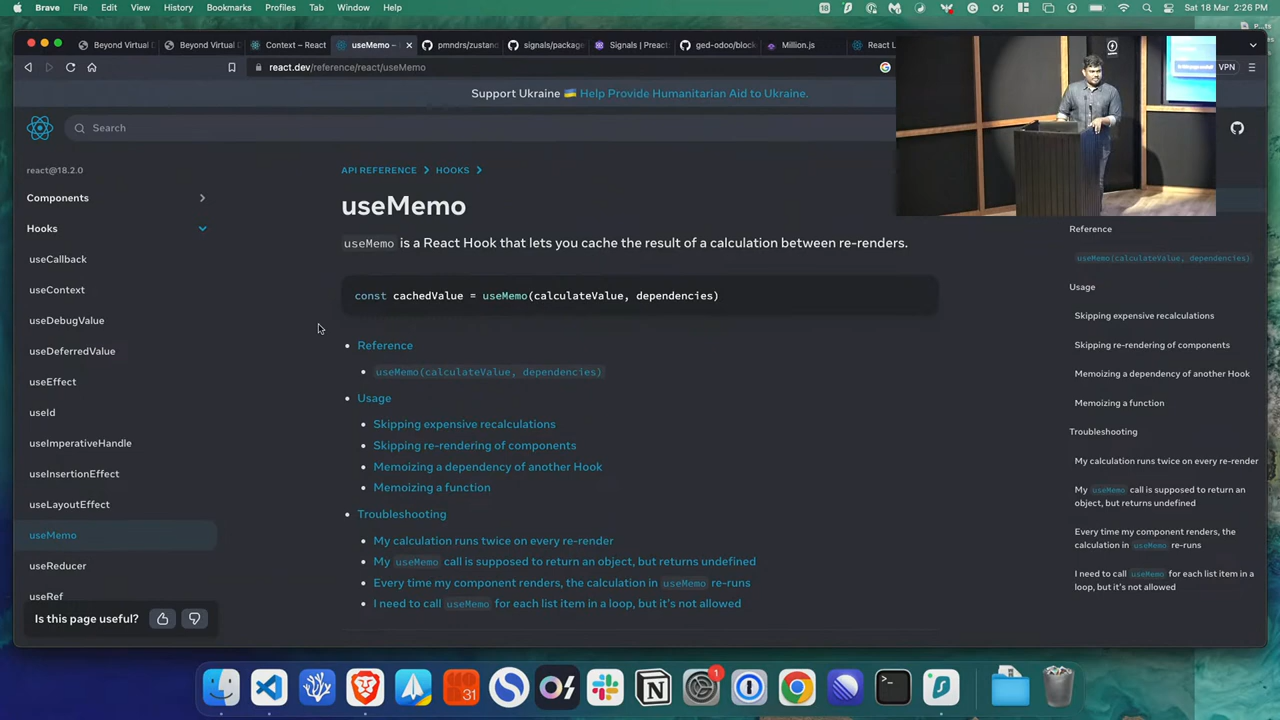 Brave File Edit View History Bookmarks Profiles Tab Window Help
18 Sat 18 Mar 2:26 PM
Beyond Virtual D
Beyond Virtual D
Context – React
useMemo –
pmndrs/zustand
signals/package
Signals | Preact
ged-odoo/block
Million.js
React L
react.dev/reference/react/useMemo
VPN
Support Ukraine 🇺🇦 Help Provide Humanitarian Aid to Ukraine.
Search
react@18.2.0
Components
Hooks
useCallback
useContext
useDebugValue
useDeferredValue
useEffect
useId
useImperativeHandle
useInsertionEffect
useLayoutEffect
useMemo
useReducer
useRef
Is this page useful?
API REFERENCE > HOOKS >
useMemo
useMemo is a React Hook that lets you cache the result of a calculation between re-renders.
const cachedValue = useMemo(calculateValue, dependencies)
Reference
useMemo(calculateValue, dependencies)
Usage
Skipping expensive recalculations
Skipping re-rendering of components
Memoizing a dependency of another Hook
Memoizing a function
Troubleshooting
My calculation runs twice on every re-render
My useMemo call is supposed to return an object, but returns undefined
Every time my component renders, the calculation in useMemo re-runs
I need to call useMemo for each list item in a loop, but it's not allowed
Reference
useMemo(calculateValue, dependencies)
Usage
Skipping expensive recalculations
Skipping re-rendering of components
Memoizing a dependency of another Hook
Memoizing a function
Troubleshooting
My calculation runs twice on every re-render
My useMemo call is supposed to return an
object, but returns undefined
Every time my component renders, the
calculation in useMemo re-runs
I need to call useMemo for each list item in a
loop, but it's not allowed
31
1